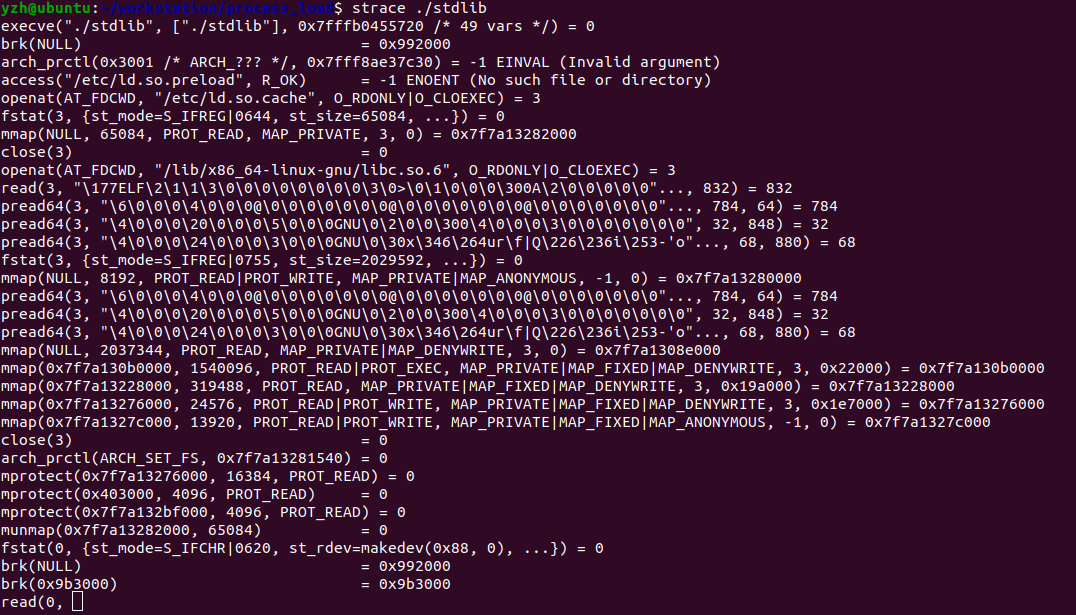 yzh@ubuntu:~/workstation/process_load$ strace ./stdlib
execve("./stdlib", ["./stdlib"], 0x7fffb0455720 /* 49 vars */) = 0
brk(NULL)                               = 0x992000
arch_prctl(0x3001 /* ARCH_??? */, 0x7fff8ae37c30) = -1 EINVAL (Invalid argument)
access("/etc/ld.so.preload", R_OK)      = -1 ENOENT (No such file or directory)
openat(AT_FDCWD, "/etc/ld.so.cache", O_RDONLY|O_CLOEXEC) = 3
fstat(3, {st_mode=S_IFREG|0644, st_size=65084, ...}) = 0
mmap(NULL, 65084, PROT_READ, MAP_PRIVATE, 3, 0) = 0x7f7a13282000
close(3)                                = 0
openat(AT_FDCWD, "/lib/x86_64-linux-gnu/libc.so.6", O_RDONLY|O_CLOEXEC) = 3
read(3, "\177ELF\2\1\1\3\0\0\0\0\0\0\0\0\3\0>\0\1\0\0\0\300A\2\0\0\0\0\0"..., 832) = 832
pread64(3, "\6\0\0\0\4\0\0\0@\0\0\0\0\0\0\0@\0\0\0\0\0\0\0@\0\0\0\0\0\0\0"..., 784, 64) = 784
pread64(3, "\4\0\0\0\20\0\0\0\5\0\0\0GNU\0\2\0\0\300\4\0\0\0\3\0\0\0\0\0\0\0", 32, 848) = 32
pread64(3, "\4\0\0\0\24\0\0\0\3\0\0\0GNU\0\30x\346\264ur\f|Q\226\236i\253-'o"..., 68, 880) = 68
fstat(3, {st_mode=S_IFREG|0755, st_size=2029592, ...}) = 0
mmap(NULL, 8192, PROT_READ|PROT_WRITE, MAP_PRIVATE|MAP_ANONYMOUS, -1, 0) = 0x7f7a13280000
pread64(3, "\6\0\0\0\4\0\0\0@\0\0\0\0\0\0\0@\0\0\0\0\0\0\0@\0\0\0\0\0\0\0"..., 784, 64) = 784
pread64(3, "\4\0\0\0\20\0\0\0\5\0\0\0GNU\0\2\0\0\300\4\0\0\0\3\0\0\0\0\0\0\0", 32, 848) = 32
pread64(3, "\4\0\0\0\24\0\0\0\3\0\0\0GNU\0\30x\346\264ur\f|Q\226\236i\253-'o"..., 68, 880) = 68
mmap(NULL, 2037344, PROT_READ, MAP_PRIVATE|MAP_DENYWRITE, 3, 0) = 0x7f7a1308e000
mmap(0x7f7a130b0000, 1540096, PROT_READ|PROT_EXEC, MAP_PRIVATE|MAP_FIXED|MAP_DENYWRITE, 3, 0x22000) = 0x7f7a130b0000
mmap(0x7f7a13228000, 319488, PROT_READ, MAP_PRIVATE|MAP_FIXED|MAP_DENYWRITE, 3, 0x19a000) = 0x7f7a13228000
mmap(0x7f7a13276000, 24576, PROT_READ|PROT_WRITE, MAP_PRIVATE|MAP_FIXED|MAP_DENYWRITE, 3, 0x1e7000) = 0x7f7a13276000
mmap(0x7f7a1327c000, 13920, PROT_READ|PROT_WRITE, MAP_PRIVATE|MAP_FIXED|MAP_ANONYMOUS, -1, 0) = 0x7f7a1327c000
close(3)                                = 0
arch_prctl(ARCH_SET_FS, 0x7f7a13281540) = 0
mprotect(0x7f7a13276000, 16384, PROT_READ) = 0
mprotect(0x403000, 4096, PROT_READ)     = 0
mprotect(0x7f7a132bf000, 4096, PROT_READ) = 0
munmap(0x7f7a13282000, 65084)           = 0
fstat(0, {st_mode=S_IFCHR|0620, st_rdev=makedev(0x88, 0), ...}) = 0
brk(NULL)                               = 0x992000
brk(0x9b3000)                           = 0x9b3000
read(0,